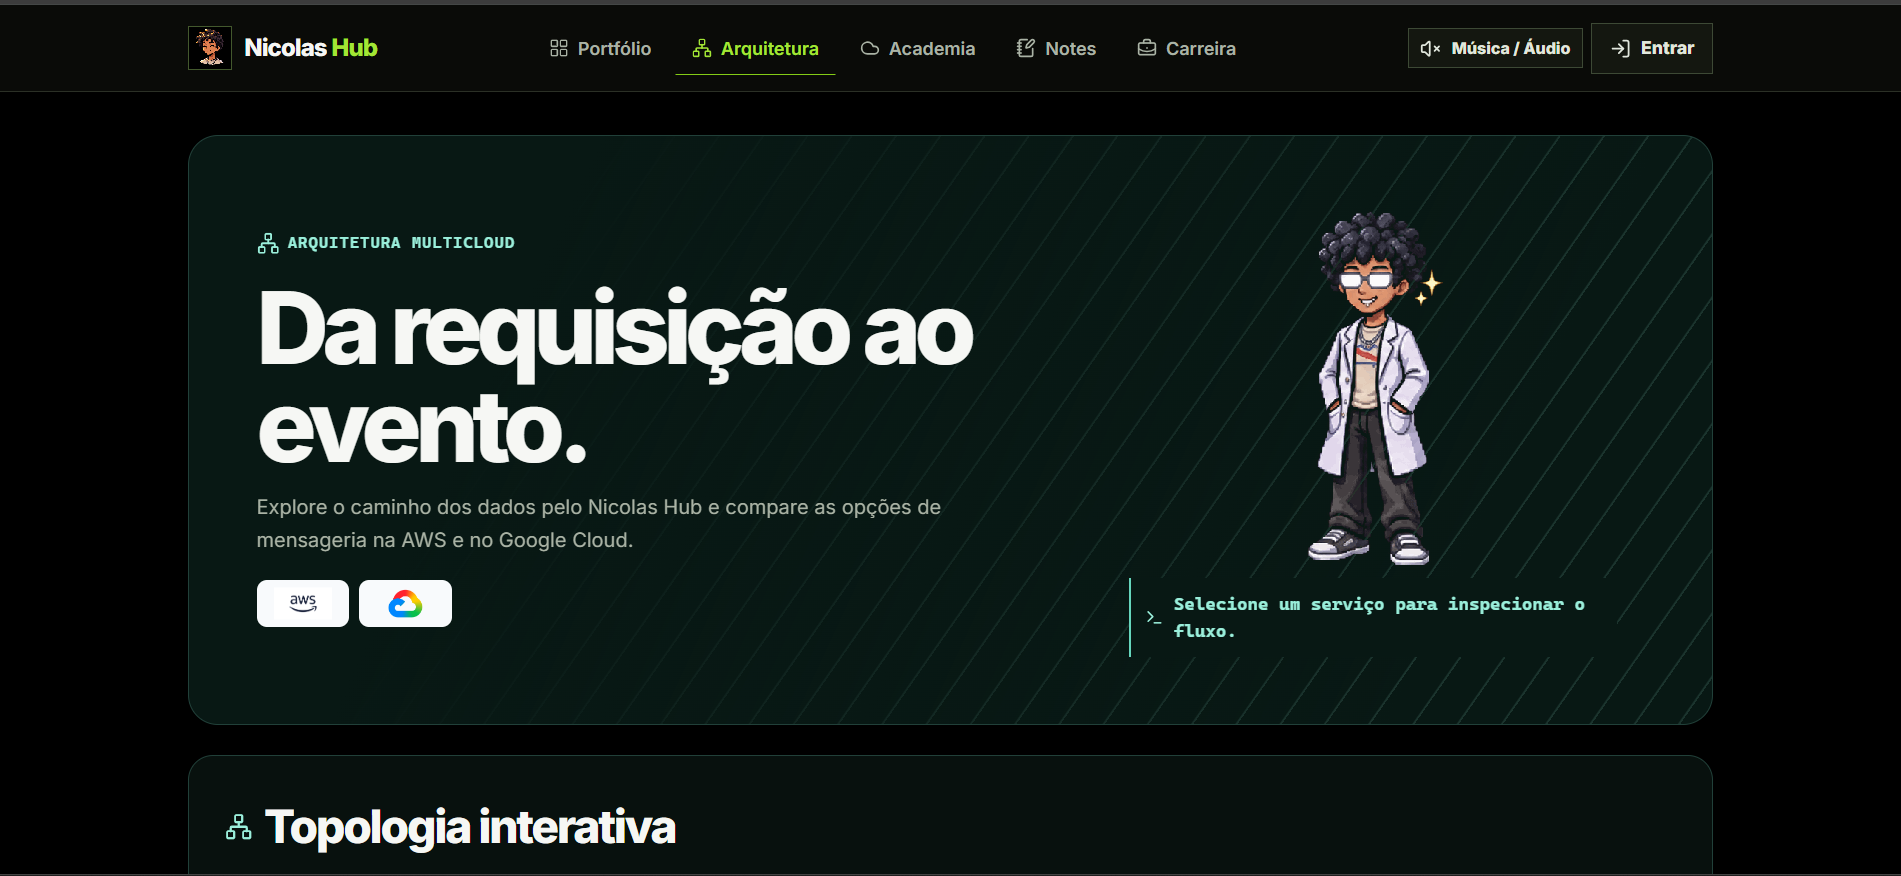 Nicolas Hub
Portfólio
Arquitetura
Academia
Notes
Carreira
Música / Áudio
Entrar
ARQUITETURA MULTICLOUD
Da requisição ao
evento.
Explore o caminho dos dados pelo Nicolas Hub e compare as opções de
mensageria na AWS e no Google Cloud.
aws
Selecione um serviço para inspecionar o
fluxo.
Topologia interativa